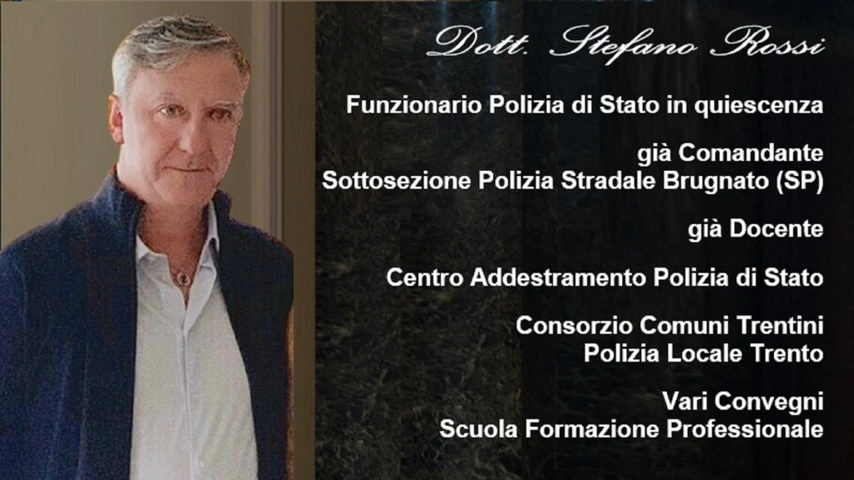 Dott. Stefano Rossi
Funzionario Polizia di Stato in quiescenza
già Comandante
Sottosezione Polizia Stradale Brugnato (SP)
già Docente
Centro Addestramento Polizia di Stato
Consorzio Comuni Trentini
Polizia Locale Trento
Vari Convegni
Scuola Formazione Professionale